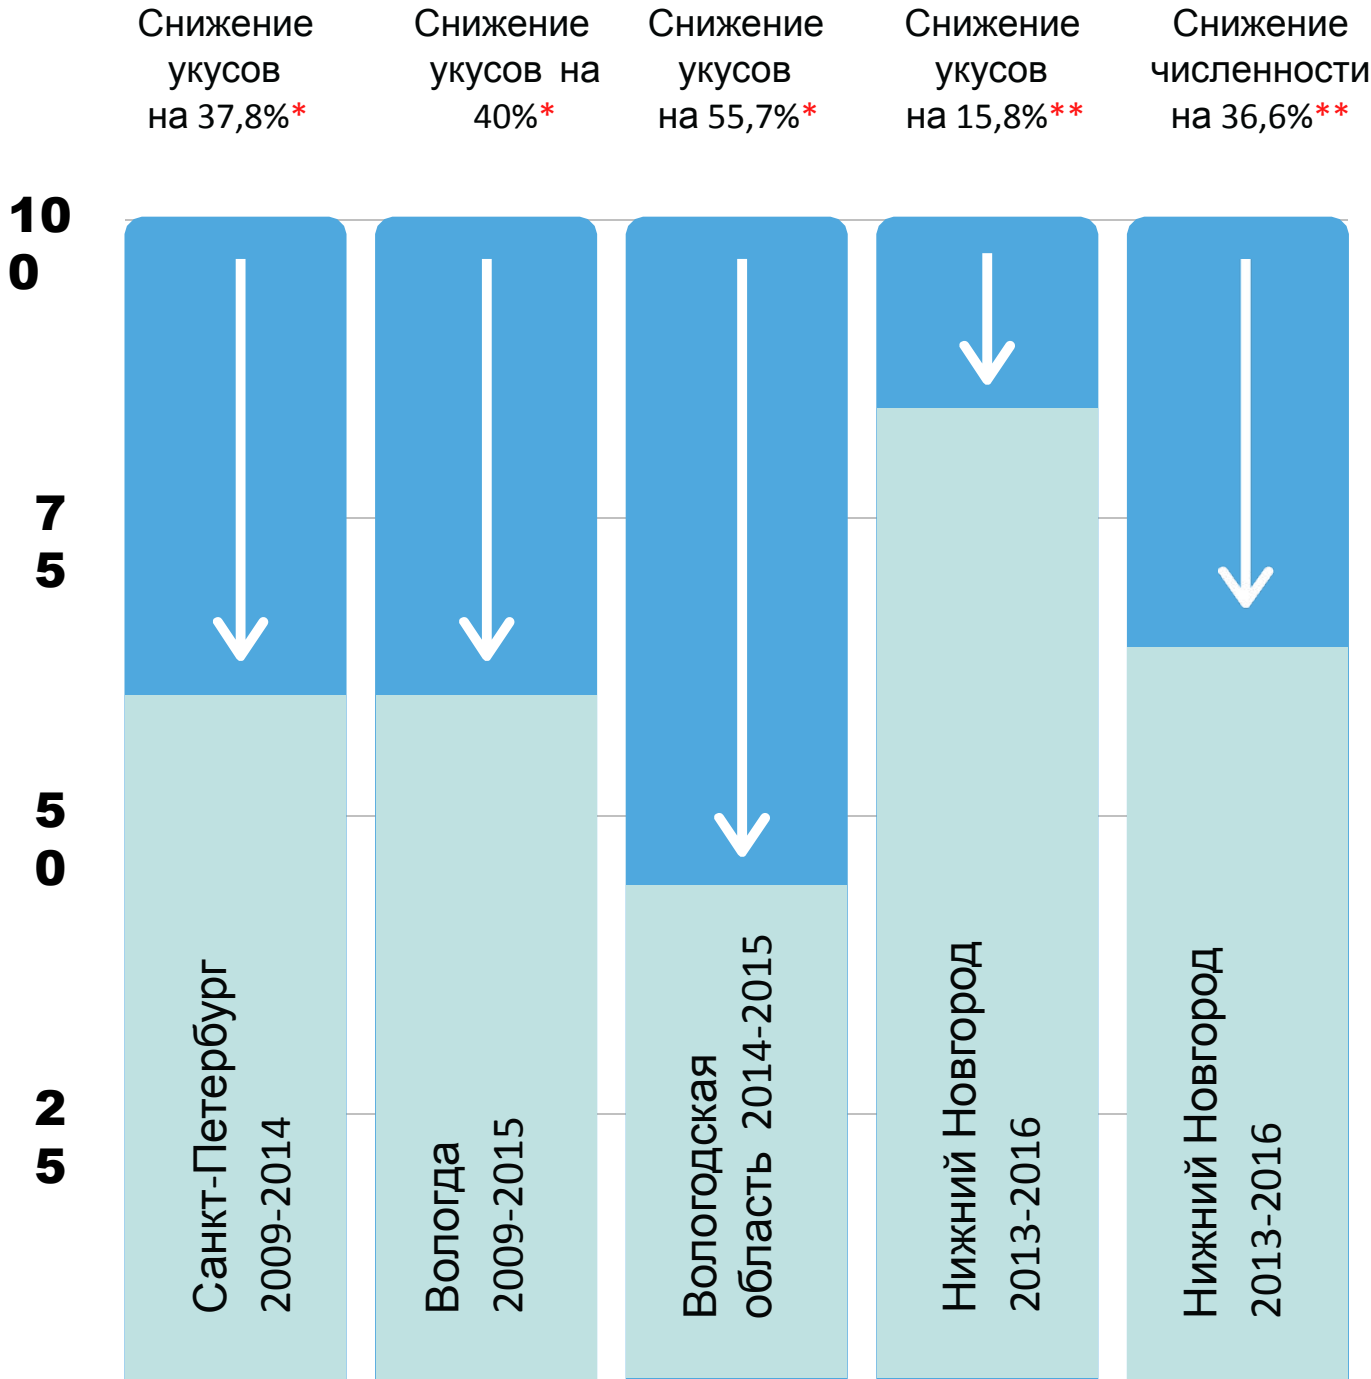 Снижение
укусов
на 37,8%*
Снижение
укусов на
40%*
Снижение
укусов
на 55,7%*
Снижение
укусов
на 15,8%**
Снижение
численности
на 36,6%**
10
0
7
5
5
0
2
5
Санкт-Петербург
2009-2014
Вологда
2009-2015
Вологодская
область 2014-2015
Нижний Новгород
2013-2016
Нижний Новгород
2013-2016